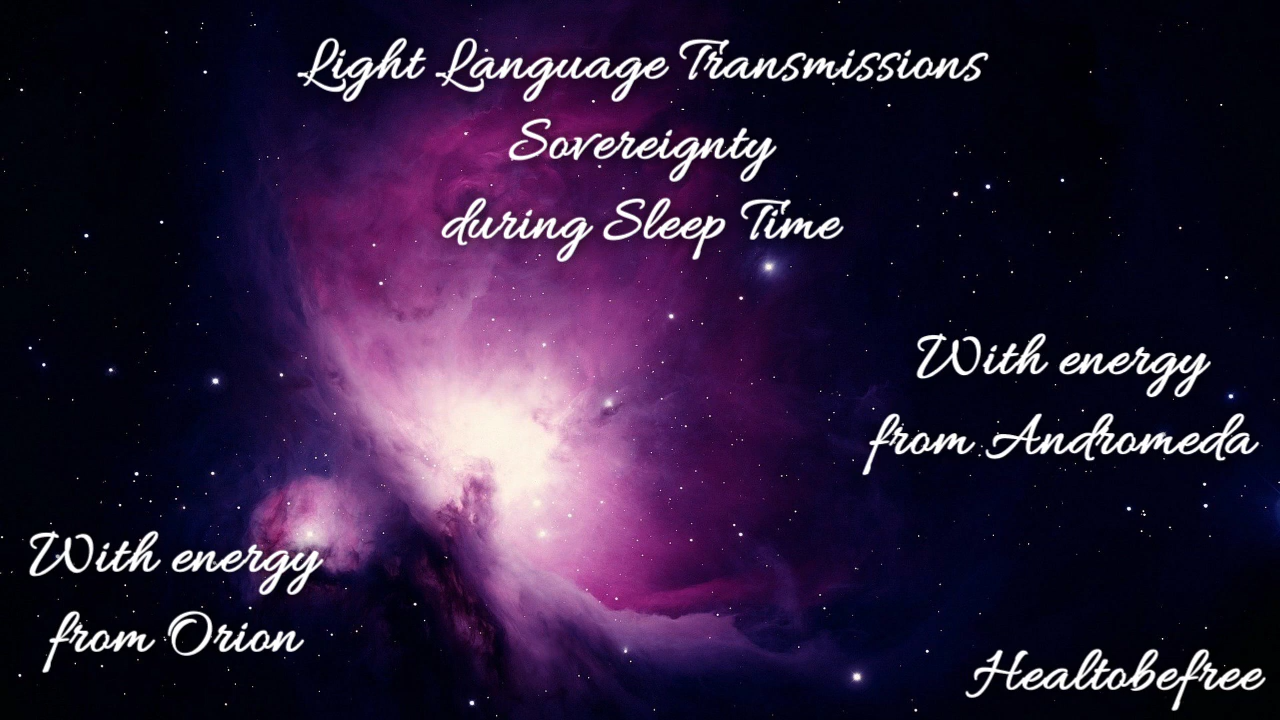 Light Language Transmissions
Sovereignty
during Sleep Time
With energy
from Andromeda
With energy
from Orion
Healtobefree